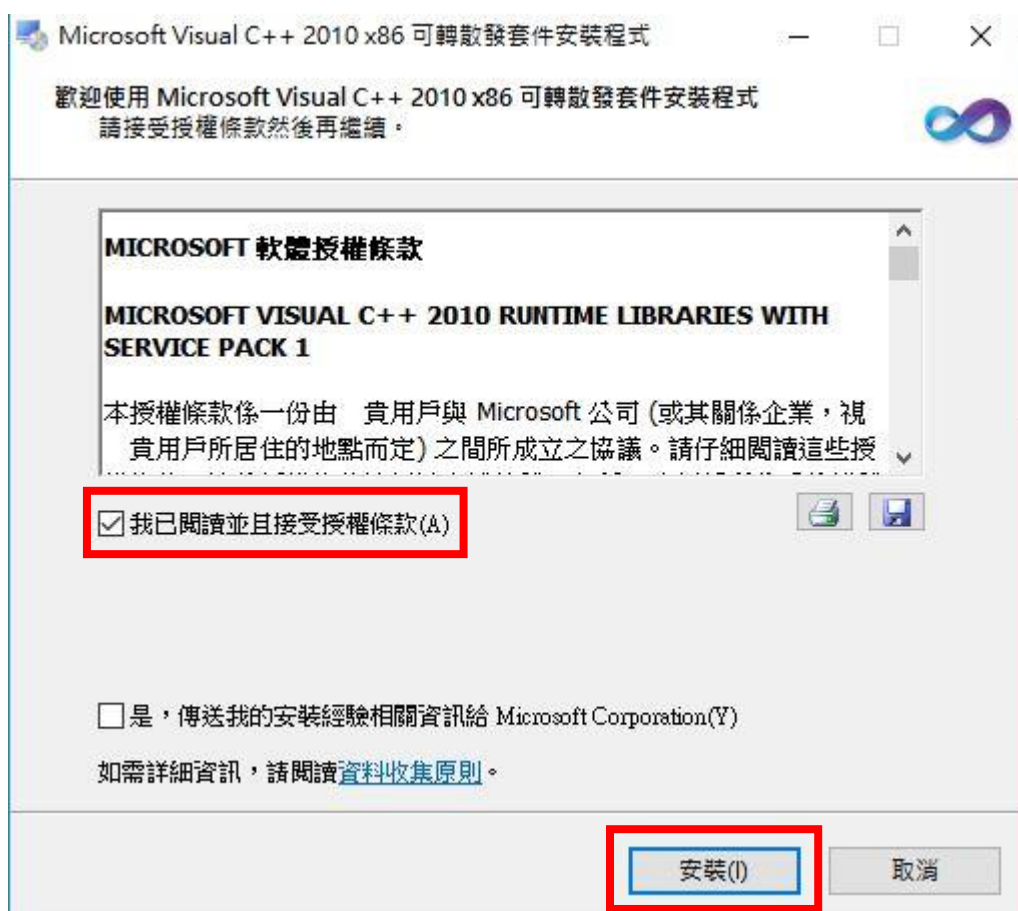 Microsoft Visual C++ 2010 x86 可轉散發套件安裝程式
歡迎使用 Microsoft Visual C++ 2010 x86 可轉散發套件安裝程式
請接受授權條款然後再繼續。
MICROSOFT 軟體授權條款
MICROSOFT VISUAL C++ 2010 RUNTIME LIBRARIES WITH
SERVICE PACK 1
本授權條款係一份由 貴用戶與 Microsoft 公司 (或其關係企業，視
貴用戶所居住的地點而定) 之間所成立之協議。請仔細閱讀這些授
我已閱讀並且接受授權條款(A)
是，傳送我的安裝經驗相關資訊給 Microsoft Corporation(Y)
如需詳細資訊，請閱讀資料收集原則。
安裝(I)
取消